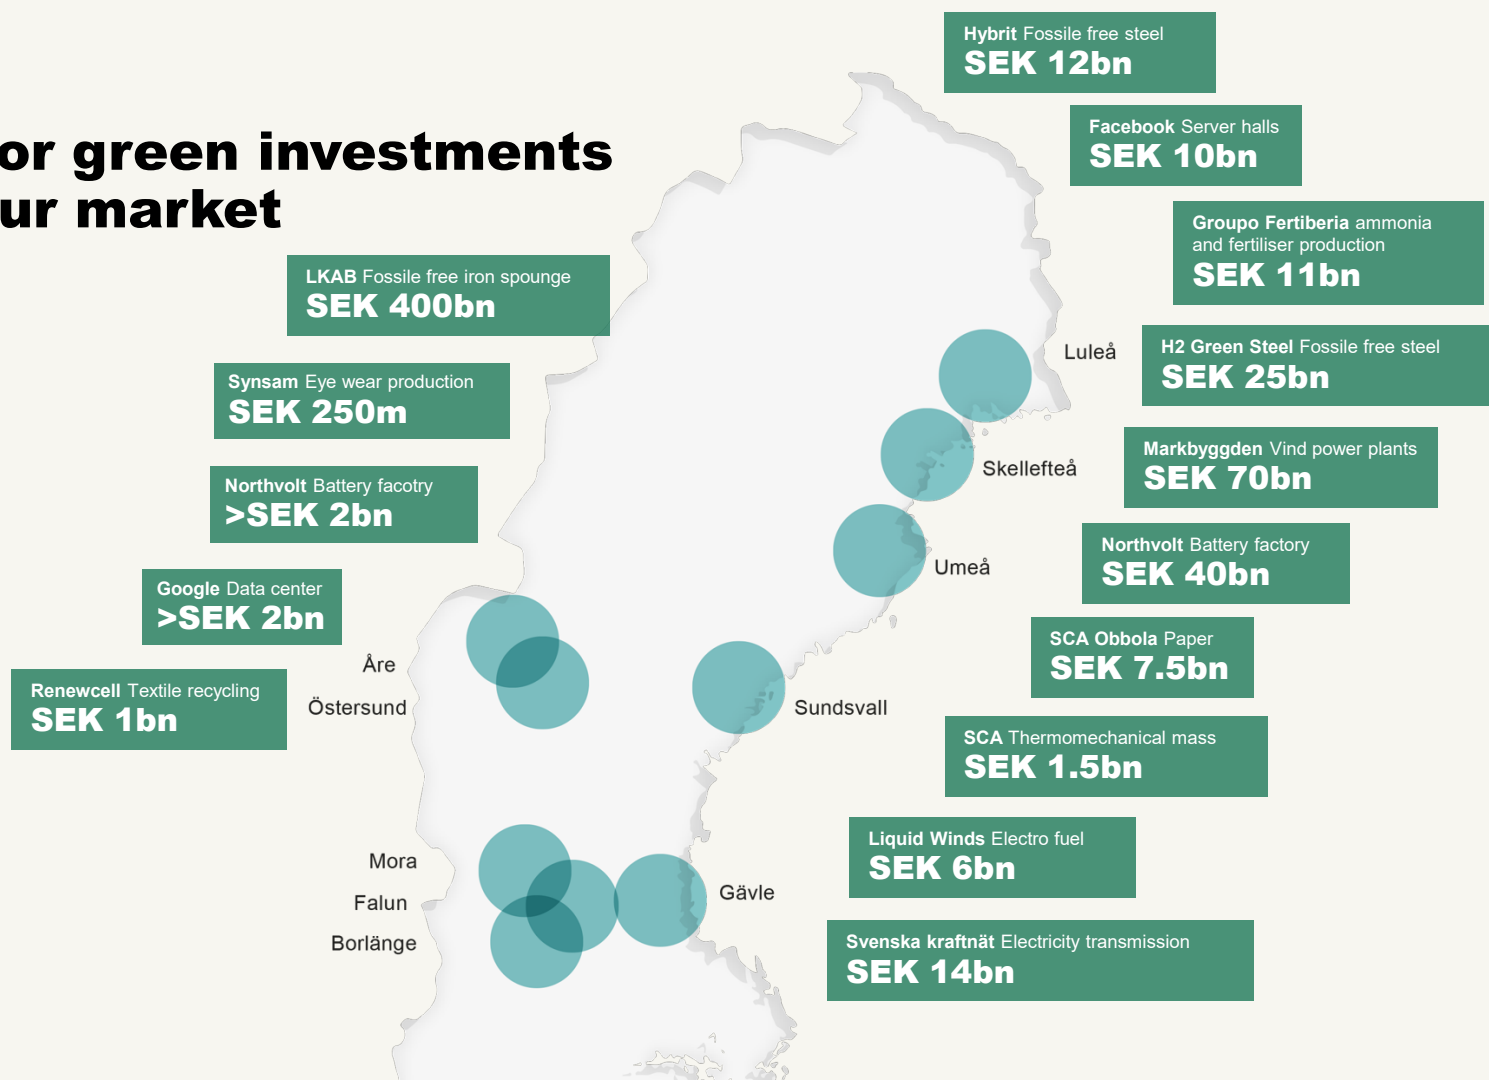 or green investments
ur market
Hybrit Fossile free steel
SEK 12bn
Facebook Server halls
SEK 10bn
Groupo Fertiberia ammonia
and fertiliser production
SEK 11bn
LKAB Fossile free iron spounge
SEK 400bn
Luleå
H2 Green Steel Fossile free steel
SEK 25bn
Synsam Eye wear production
SEK 250m
Skellefteå
Markbyggden Vind power plants
SEK 70bn
Northvolt Battery facotry
>SEK 2bn
Umeå
Northvolt Battery factory
SEK 40bn
Google Data center
>SEK 2bn
SCA Obbola Paper
SEK 7.5bn
Åre
Östersund
Renewcell Textile recycling
SEK 1bn
Sundsvall
SCA Thermomechanical mass
SEK 1.5bn
Mora
Falun
Borlänge
Gävle
Liquid Winds Electro fuel
SEK 6bn
Svenska kraftnät Electricity transmission
SEK 14bn